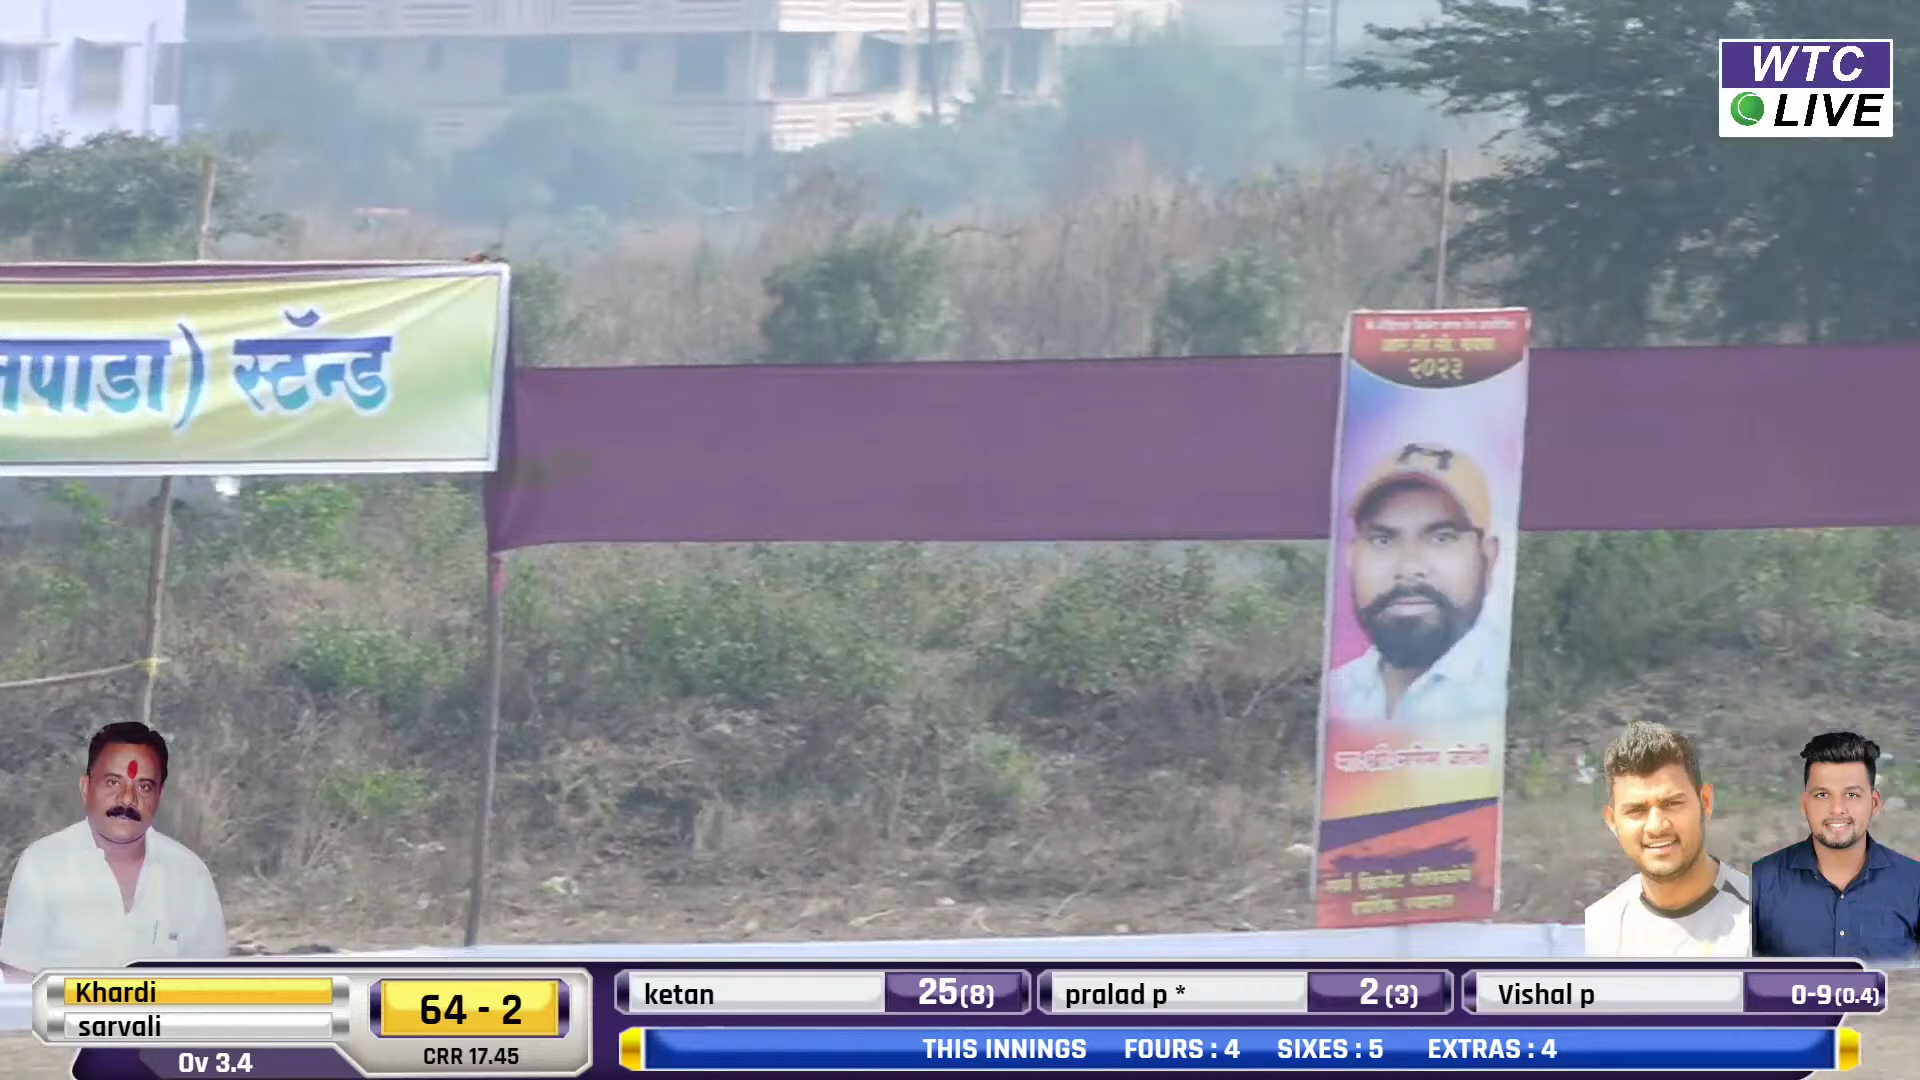 WTC
LIVE
पाडा) स्टॅन्ड
२०२३
Khardi
sarvali
Ov 3.4
64 - 2
CRR 17.45
ketan 25(8)
pralad p * 2 (3)
Vishal p 0-9(0.4)
THIS INNINGS FOURS : 4 SIXES : 5 EXTRAS : 4